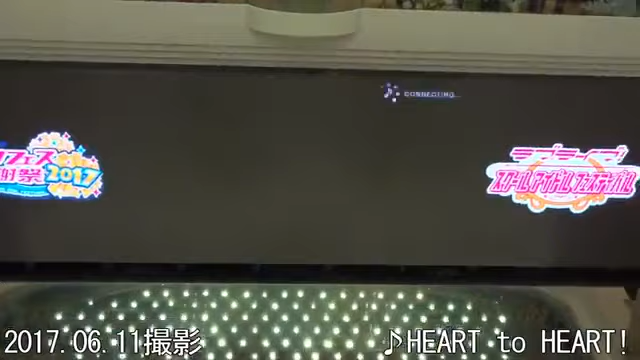 CONNECTING...
フェス
謝祭2017
ラブライブ!
スクールアイドルフェスティバル
2017.06.11撮影
♪HEART to HEART!